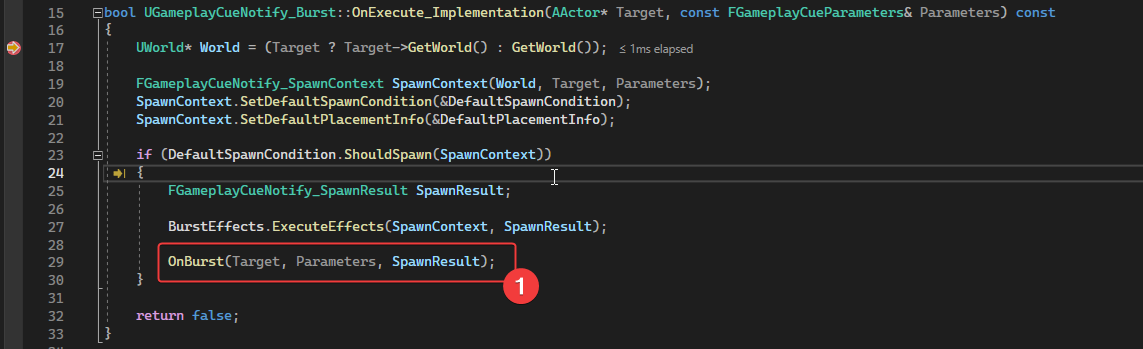 15 bool UGameplayCueNotify_Burst::OnExecute_Implementation(AActor* Target, const FGameplayCueParameters& Parameters) const
16 {
17 UWorld* World = (Target ? Target->GetWorld() : GetWorld()); ≤ 1ms elapsed
18
19 FGameplayCueNotify_SpawnContext SpawnContext(World, Target, Parameters);
20 SpawnContext.SetDefaultSpawnCondition(&DefaultSpawnCondition);
21 SpawnContext.SetDefaultPlacementInfo(&DefaultPlacementInfo);
22
23 if (DefaultSpawnCondition.ShouldSpawn(SpawnContext))
24 {
25 FGameplayCueNotify_SpawnResult SpawnResult;
26
27 BurstEffects.ExecuteEffects(SpawnContext, SpawnResult);
28
29 OnBurst(Target, Parameters, SpawnResult);
1
30 }
31
32 return false;
33 }